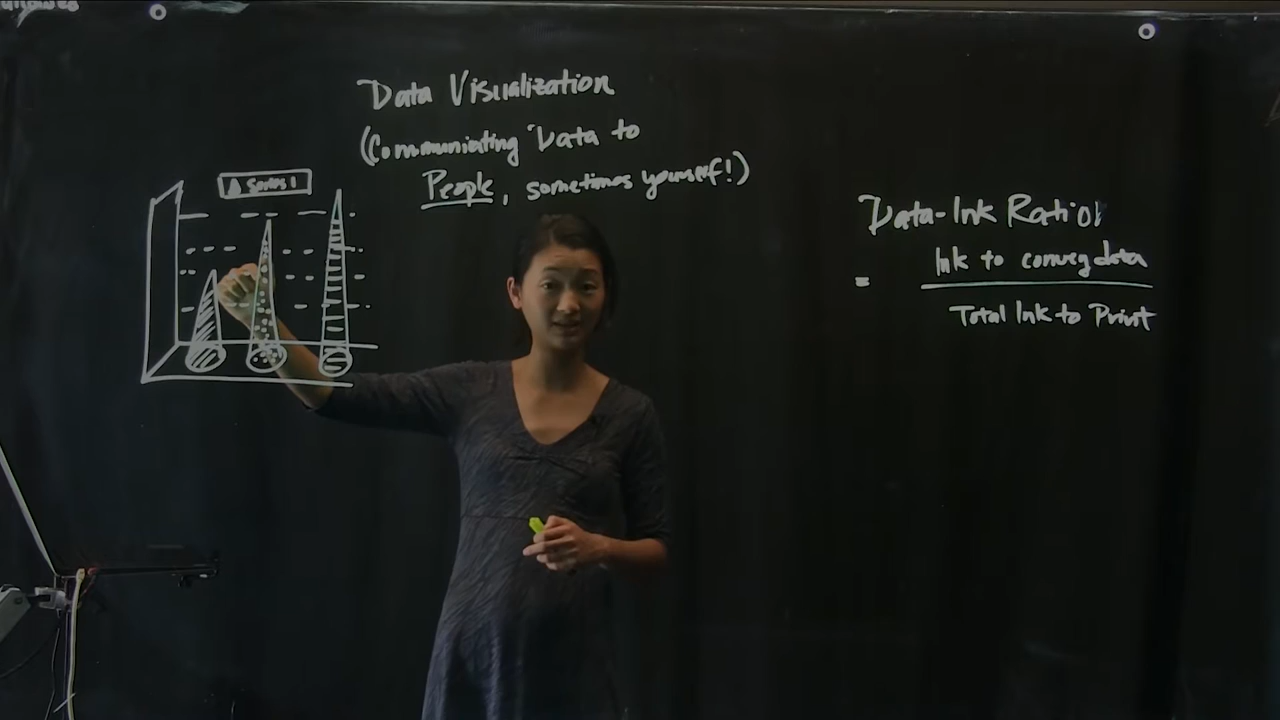 Data Visualization
(Communiating Data to
People, sometimes yourself!)
Series 1
Data-Ink Ratio
= Ink to convey data
Total Ink to Print